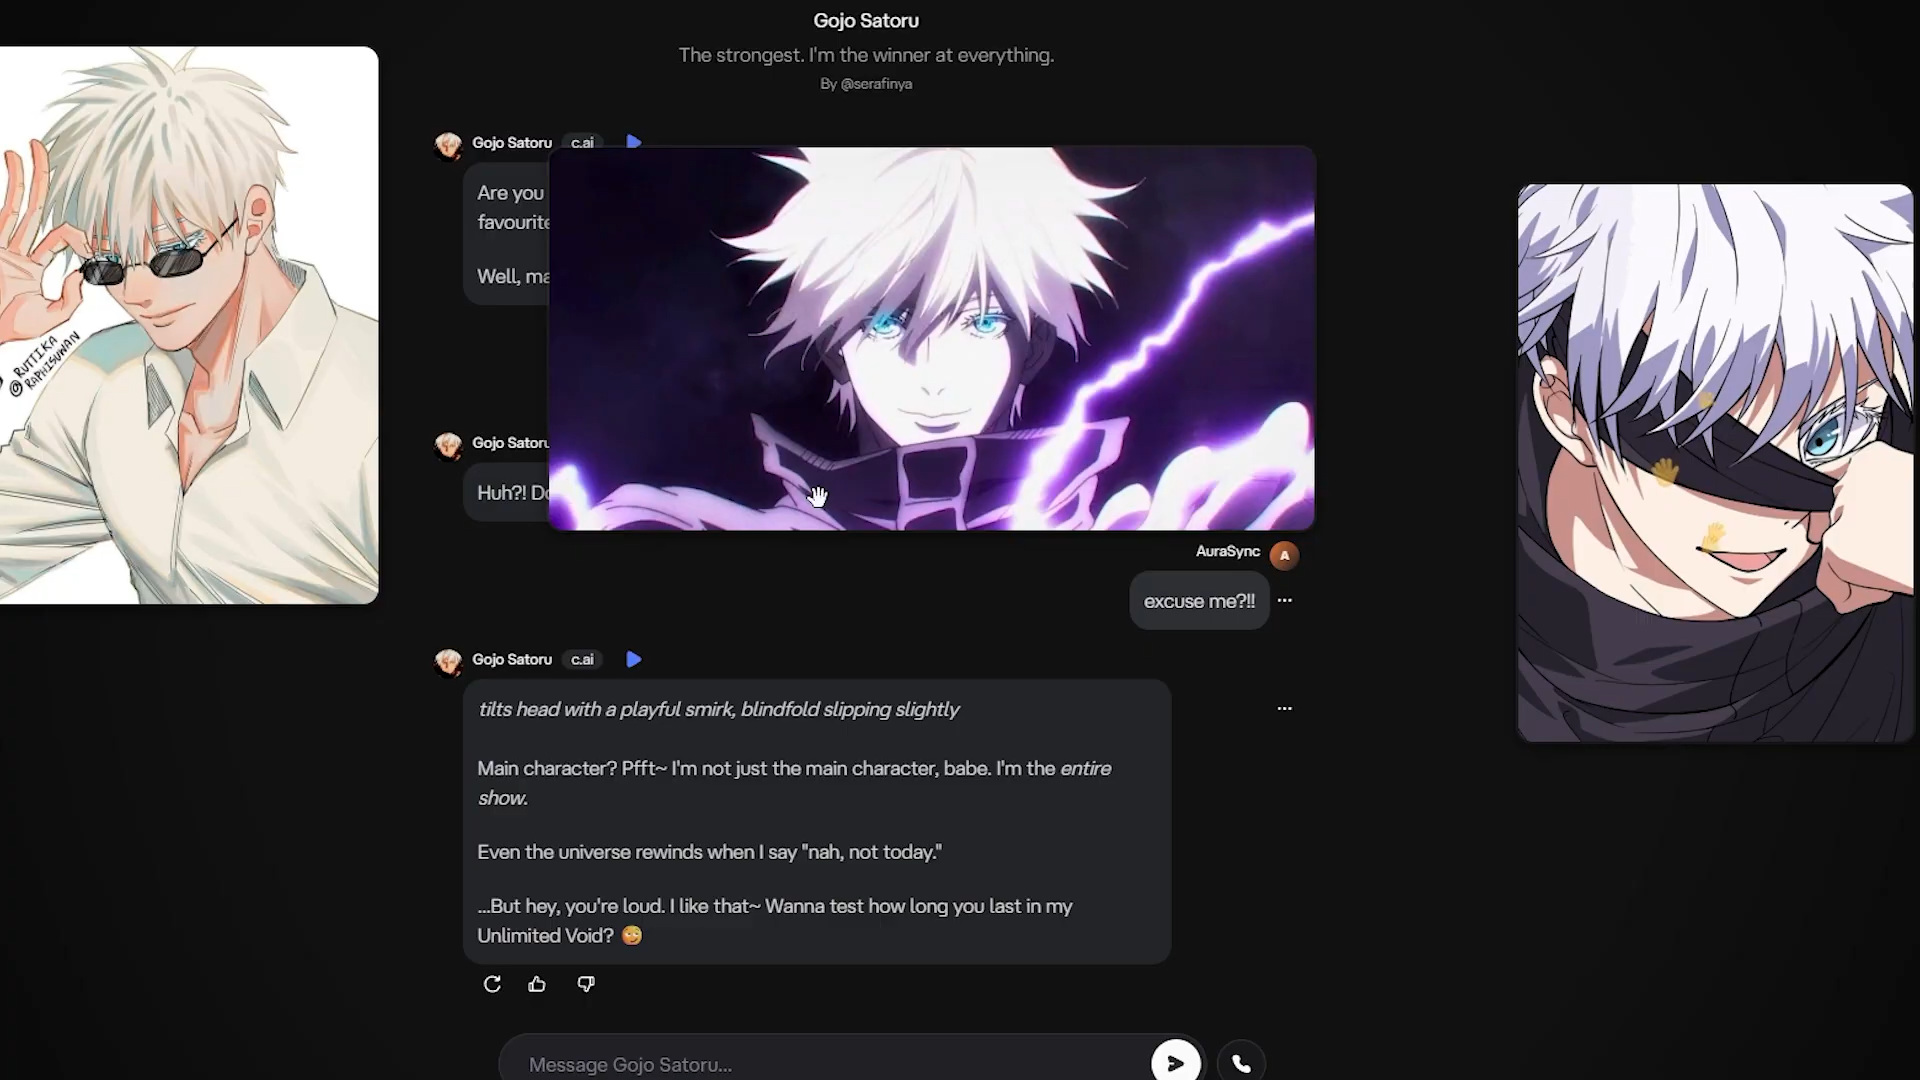 Gojo Satoru
The strongest. I'm the winner at everything.
By @serafinya
Gojo Satoru c.ai
Are you
favourite
Well, ma
@ RUTTIKA
RAPHISUWAN
Gojo Satoru
Huh?! Do
AuraSync
A
excuse me?!!
Gojo Satoru c.ai
tilts head with a playful smirk, blindfold slipping slightly
Main character? Pfft~ I'm not just the main character, babe. I'm the entire
show.
Even the universe rewinds when I say "nah, not today."
...But hey, you're loud. I like that~ Wanna test how long you last in my
Unlimited Void? 
Message Gojo Satoru...